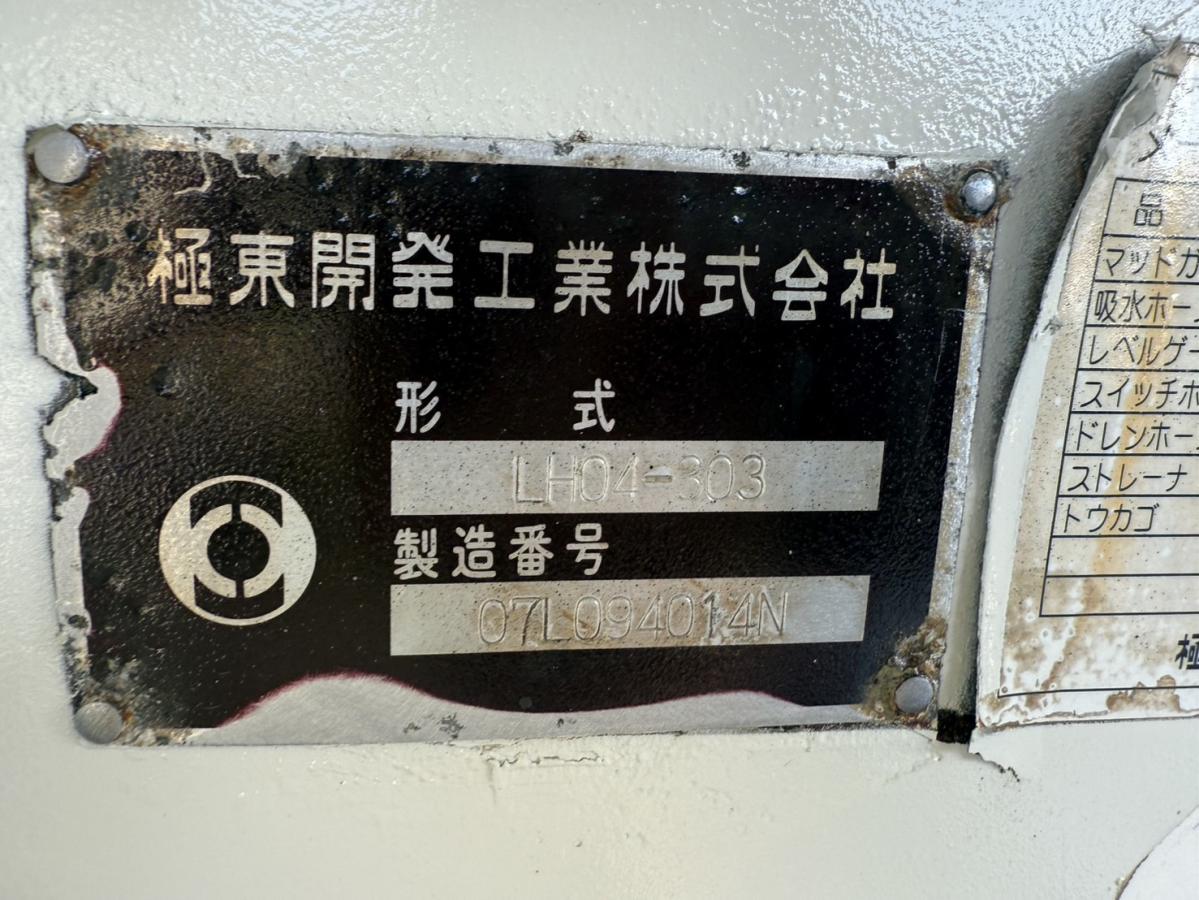 極東開発工業株式会社
形 式
LH04-303
製造番号
07L094014N
品
マッドガ
吸水ホー
レベルゲー
スイッチホ
ドレンホー
ストレーナ
トウカゴ
極